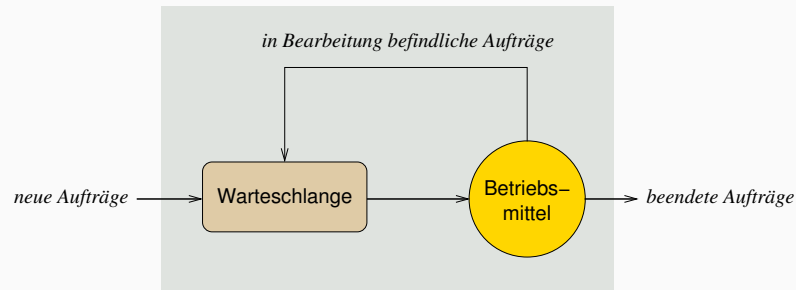 in Bearbeitung befindliche Aufträge
neue Aufträge
Warteschlange
Betriebs−
mittel
beendete Aufträge